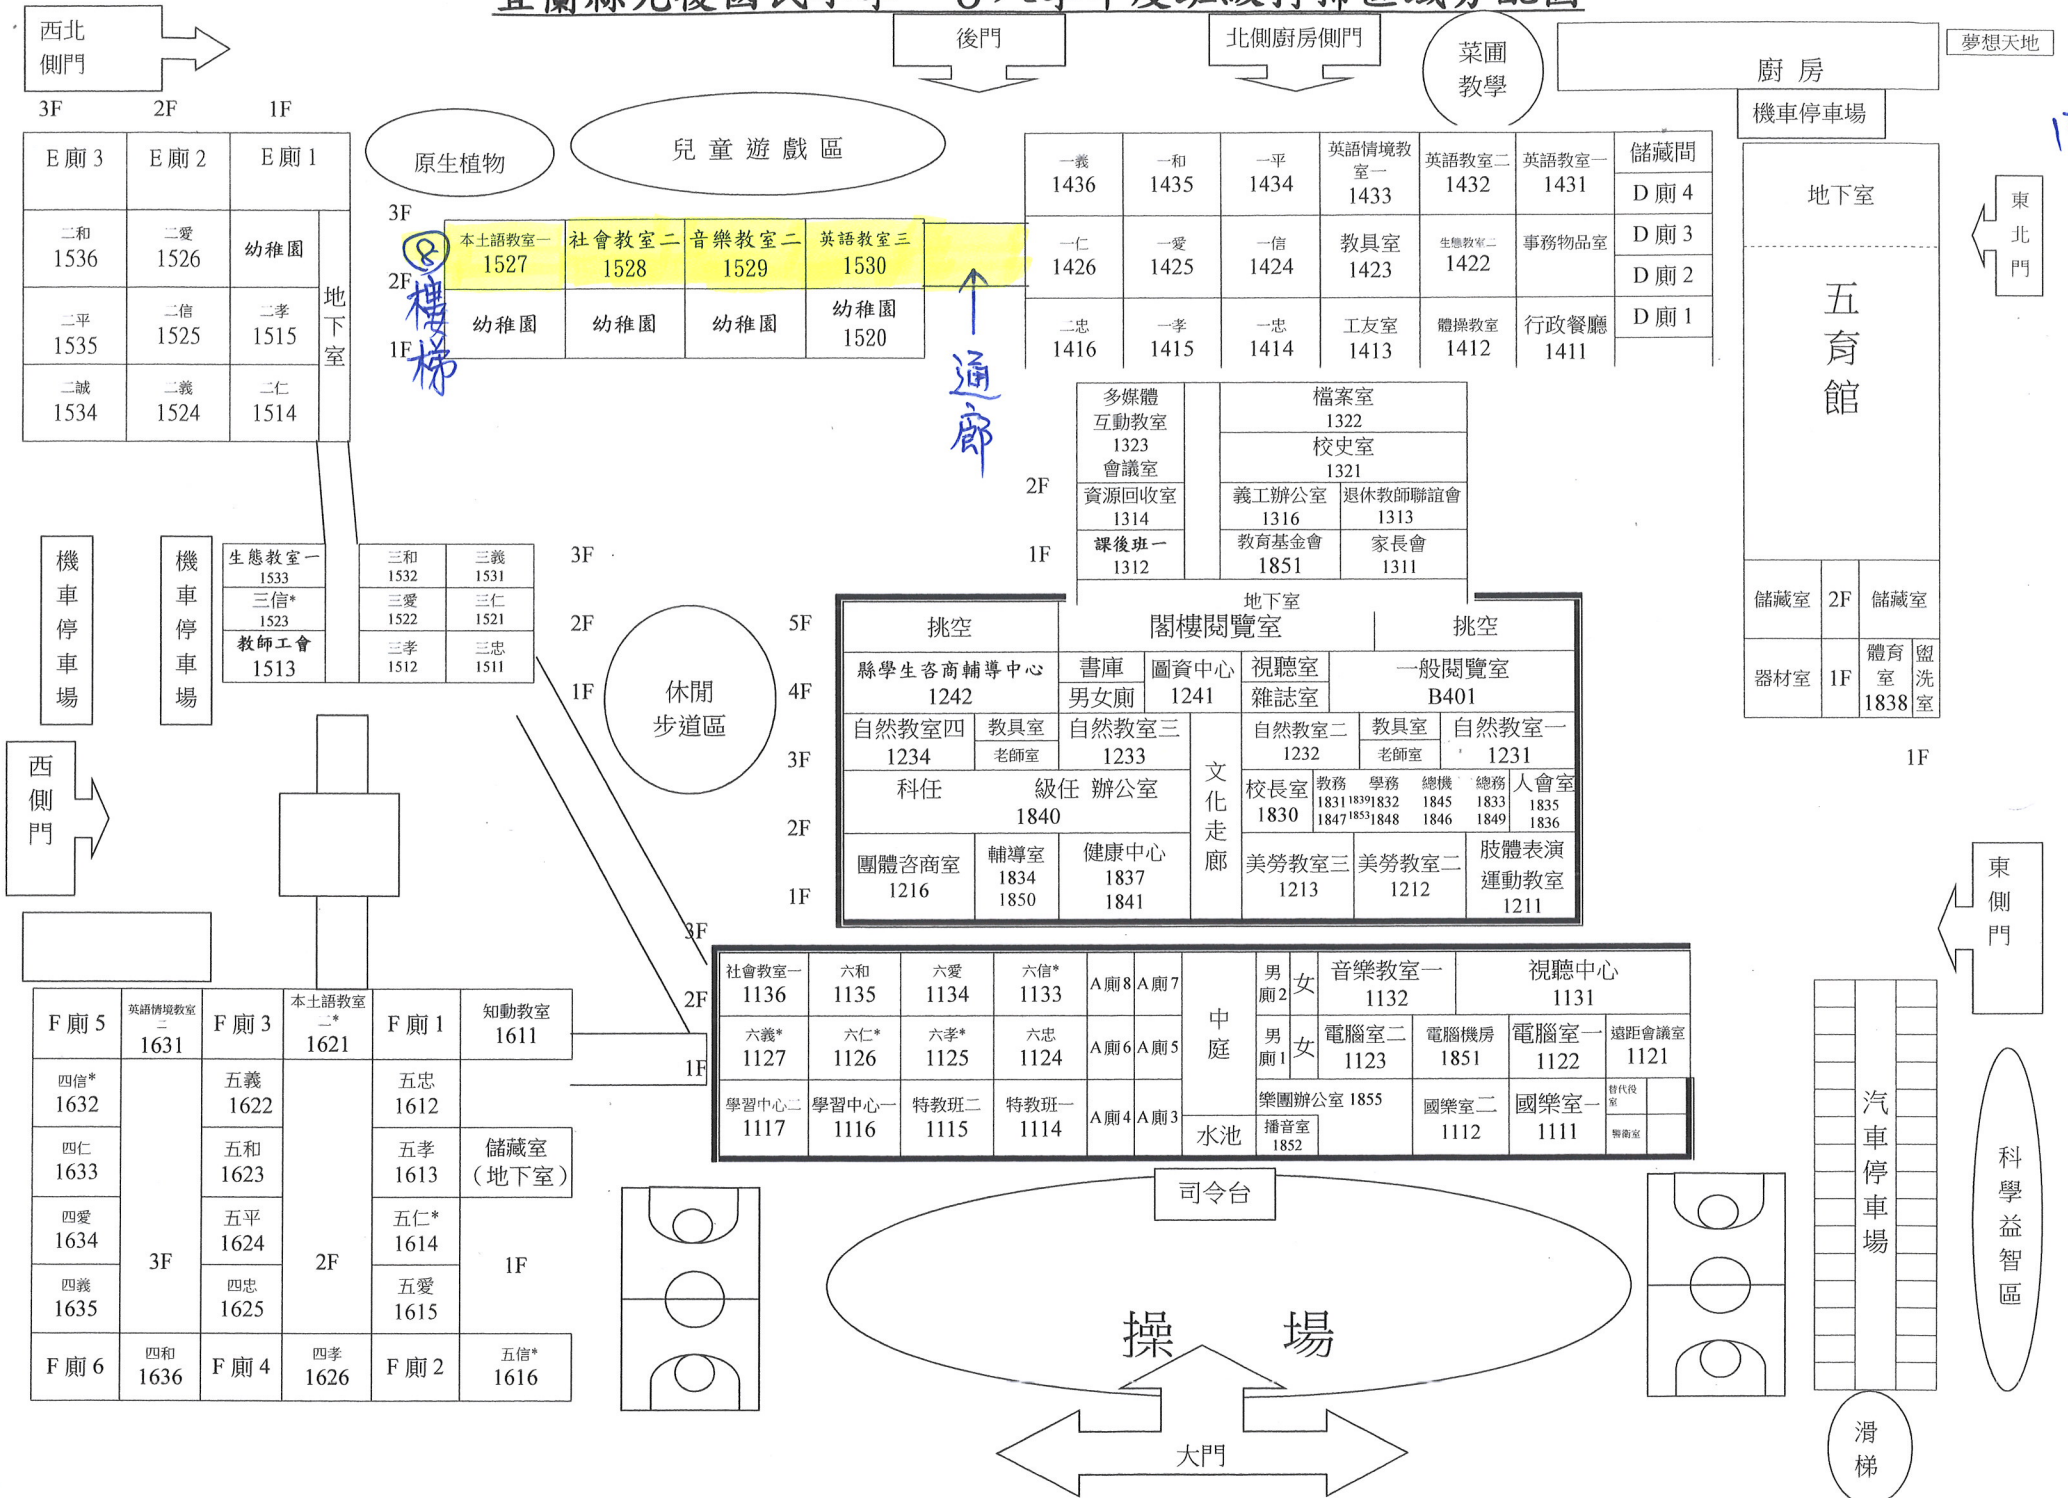 西北
側門
後門
北側廚房側門
菜圃
教學
廚 房
夢想天地
機車停車場
3F 2F 1F
E 廁 3 E 廁 2 E 廁 1
二和 1536 二愛 1526 幼稚園
二平 1535 二信 1525 二孝 1515
二誠 1534 二義 1524 二仁 1514
地下室
原生植物
兒 童 遊 戲 區
3F
⑧樓梯
本土語教室一 1527 社會教室二 1528 音樂教室二 1529 英語教室三 1530
2F
幼稚園 幼稚園 幼稚園 幼稚園 1520
1F
通廊
一義 1436 一和 1435 一平 1434 英語情境教室一 1433 英語教室二 1432 英語教室一 1431 儲藏間
D 廁 4
一仁 1426 一愛 1425 一信 1424 教具室 1423 生態教室二 1422 事務物品室 D 廁 3
D 廁 2
二忠 1416 一孝 1415 一忠 1414 工友室 1413 體操教室 1412 行政餐廳 1411 D 廁 1
地下室
五育館
東北門
儲藏室 2F 儲藏室
器材室 1F 體育室 1838 盥洗室
1F
多媒體
互動教室
1323
會議室
檔案室
1322
校史室
1321
2F
資源回收室 1314 義工辦公室 1316 退休教師聯誼會 1313
1F
課後班一 1312 教育基金會 1851 家長會 1311
地下室
機車停車場
機車停車場
生態教室一 1533 三和 1532 三義 1531 3F
三信* 1523 三愛 1522 三仁 1521 2F
教師工會 1513 三孝 1512 三忠 1511 1F
休閒
步道區
西側門
5F 挑空 閣樓閱覽室 挑空
4F 縣學生咨商輔導中心 1242 書庫 男女廁 圖資中心 1241 視聽室 雜誌室 一般閱覽室 B401
3F 自然教室四 1234 教具室 老師室 自然教室三 1233 自然教室二 1232 教具室 老師室 自然教室一 1231
文化走廊
2F 科任 級任 辦公室 1840 校長室 1830 教務 學務 總機 總務 人會室
1831 1839 1832 1845 1833 1835
1847 1853 1848 1846 1849 1836
1F 團體咨商室 1216 輔導室 1834 1850 健康中心 1837 1841 美勞教室三 1213 美勞教室二 1212 肢體表演運動教室 1211
東側門
3F
社會教室一 1136 六和 1135 六愛 1134 六信* 1133 A廁8 A廁7 男廁2 女 音樂教室一 1132 視聽中心 1131
2F
六義* 1127 六仁* 1126 六孝* 1125 六忠 1124 A廁6 A廁5 中庭 男廁1 女 電腦室二 1123 電腦機房 1851 電腦室一 1122 遠距會議室 1121
1F
學習中心二 1117 學習中心一 1116 特教班二 1115 特教班一 1114 A廁4 A廁3 水池 樂團辦公室 1855 播音室 1852 國樂室二 1112 國樂室一 1111 替代役室
警衛室
F 廁 5 英語情境教室二 1631 F 廁 3 本土語教室二* 1621 F 廁 1 知動教室 1611
四信* 1632 五義 1622 五忠 1612
四仁 1633 五和 1623 五孝 1613 儲藏室（地下室）
四愛 1634 3F 五平 1624 2F 五仁* 1614 1F
四義 1635 四忠 1625 五愛 1615
F 廁 6 四和 1636 F 廁 4 四孝 1626 F 廁 2 五信* 1616
司令台
操 場
大門
汽車停車場
科學益智區
滑梯